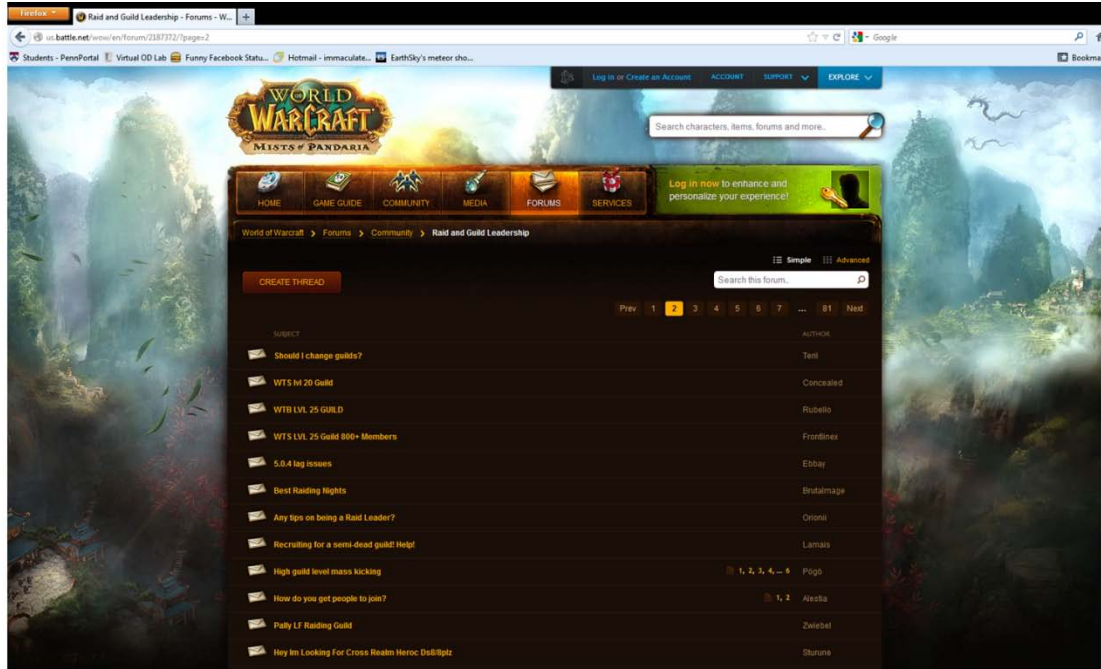 Firefox
Raid and Guild Leadership - Forums - W...
us.battle.net/wow/en/forum/2187372/?page=2
Google
Students - PennPortal Virtual OD Lab Funny Facebook Statu... Hotmail - immaculate... EarthSky's meteor sho... Bookma
Log in or Create an Account ACCOUNT SUPPORT EXPLORE
WORLD
WARCRAFT
MISTS of PANDARIA
Search characters, items, forums and more..
HOME GAME GUIDE COMMUNITY MEDIA FORUMS SERVICES
Log in now to enhance and
personalize your experience!
World of Warcraft > Forums > Community > Raid and Guild Leadership
Simple Advanced
CREATE THREAD Search this forum..
Prev 1 2 3 4 5 6 7 ... 81 Next
SUBJECT AUTHOR
Should I change guilds?
WTS lvl 20 Guild Concealed
WTB LVL 25 GUILD Rubello
WTS LVL 25 Guild 800+ Members Frontlinex
5.0.4 lag issues Ebbay
Best Raiding Nights Brutalmage
Any tips on being a Raid Leader? Orionii
Recruiting for a semi-dead guild! Help! Lamais
High guild level mass kicking 1, 2, 3, 4, ... 6 Pògò
How do you get people to join? 1, 2 Alestia
Pally LF Raiding Guild Zwiebel
Hey Im Looking For Cross Realm Heroc Ds8/8plz Sturune